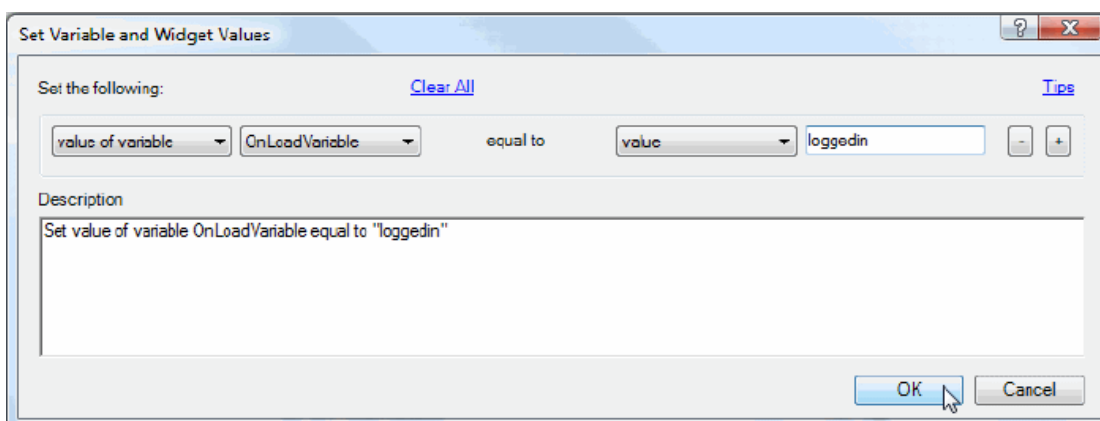 Set Variable and Widget Values
?
X
Set the following: Clear All Tips
value of variable OnLoadVariable equal to value loggedin - +
Description
Set value of variable OnLoadVariable equal to "loggedin"
OK Cancel